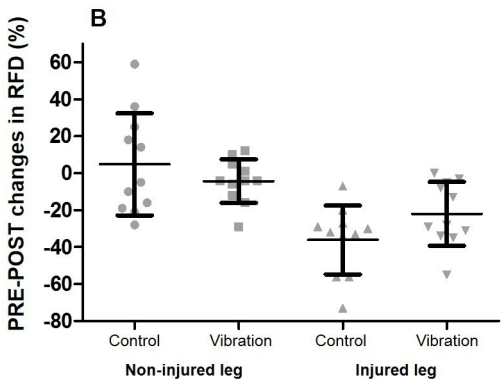 B
PRE-POST changes in RFD (%)
60
40
20
0
-20
-40
-60
-80
Control Vibration Control Vibration
Non-injured leg Injured leg